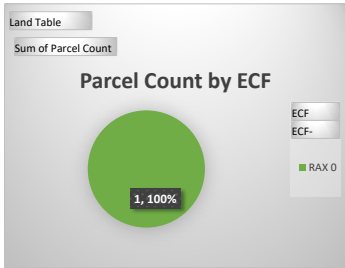 Land Table
Sum of Parcel Count
Parcel Count by ECF
ECF
ECF-
RAX 0
1, 100%